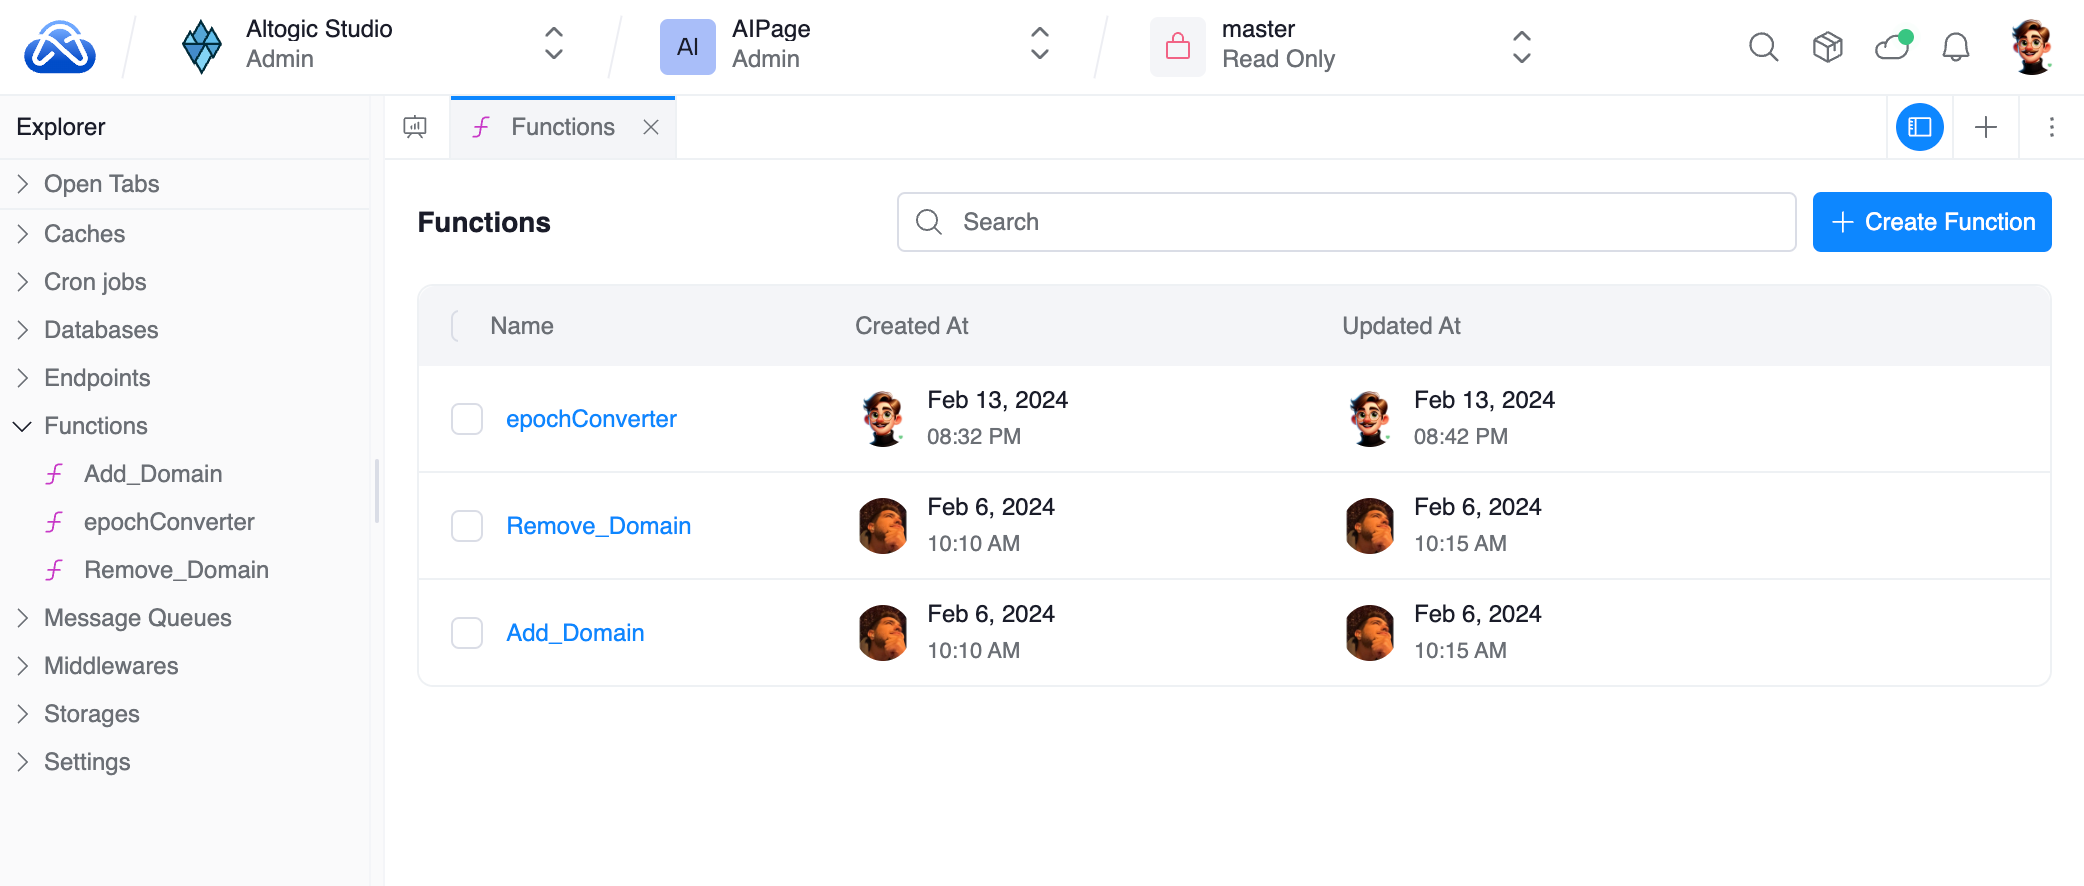 Altogic Studio
Admin
AI
AIPage
Admin
master
Read Only
Explorer
Functions
Open Tabs
Caches
Cron jobs
Databases
Endpoints
Functions
Add_Domain
epochConverter
Remove_Domain
Message Queues
Middlewares
Storages
Settings
Functions
Search
Create Function
Name Created At Updated At
epochConverter
Feb 13, 2024
08:32 PM
Feb 13, 2024
08:42 PM
Remove_Domain
Feb 6, 2024
10:10 AM
Feb 6, 2024
10:15 AM
Add_Domain
Feb 6, 2024
10:10 AM
Feb 6, 2024
10:15 AM